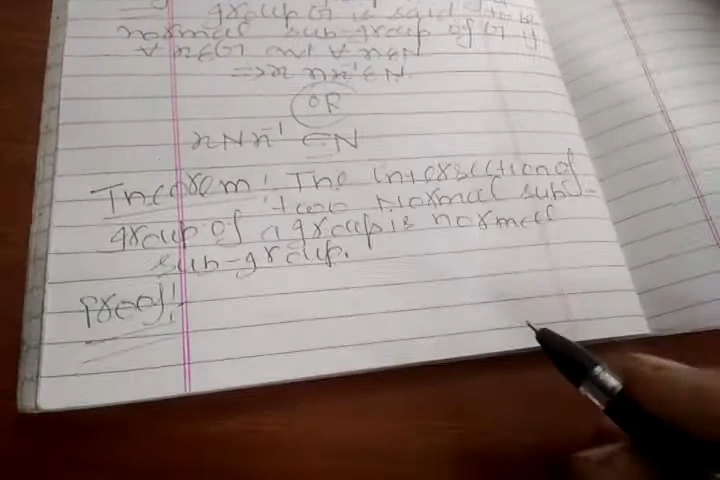 group G is said to be
normal sub-group of G if
∀ x∈G and ∀ n∈N
⇒ x n x⁻¹ ∈ N.
OR
x N x⁻¹ ∈ N
Theorem: The intersection of
two Normal sub-
group of a group is normal
sub-group.
Proof: